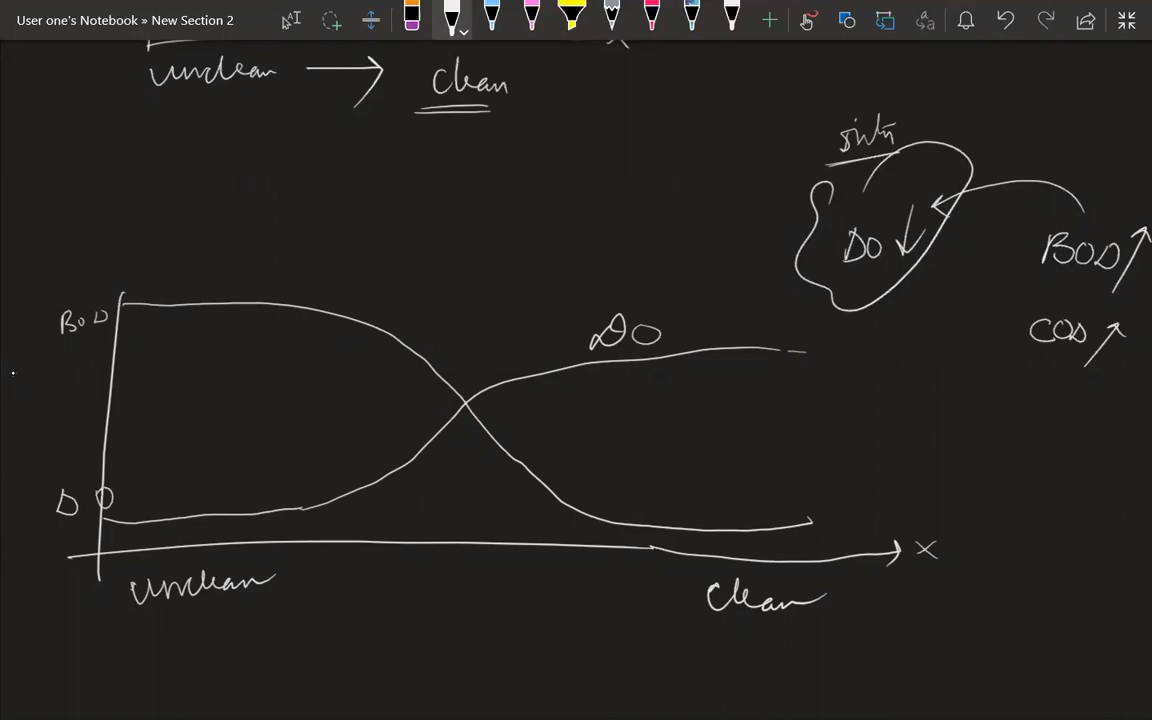 User one's Notebook » New Section 2
unclean → clean
DO ↓
BOD ↑
COD ↑
BOD
DO
DO
X
unclean
clean